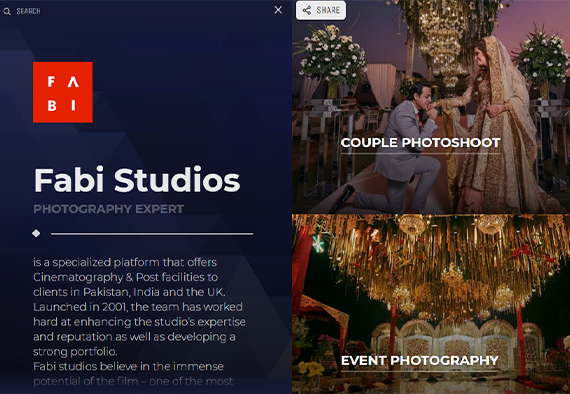 SEARCH
SHARE
F A
B I
Fabi Studios
PHOTOGRAPHY EXPERT
is a specialized platform that offers
Cinematography & Post facilities to
clients in Pakistan, India and the UK.
Launched in 2001, the team has worked
hard at enhancing the studio's expertise
and reputation as well as developing a
strong portfolio.
Fabi studios believe in the immense
potential of the film – one of the most
COUPLE PHOTOSHOOT
EVENT PHOTOGRAPHY